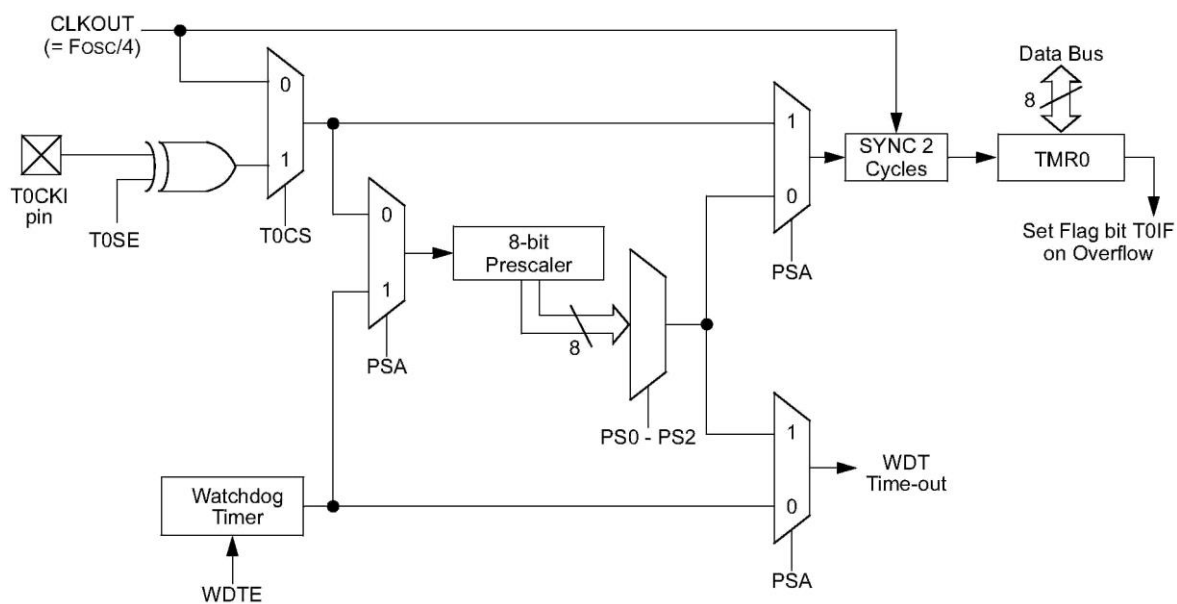 CLKOUT
(= FOSC/4)
Data Bus
0
8
1
1
SYNC 2
Cycles
TMR0
T0CKI
pin
T0SE
T0CS
0
8-bit
Prescaler
0
PSA
Set Flag bit T0IF
on Overflow
1
8
PSA
PS0 - PS2
1
WDT
Time-out
Watchdog
Timer
0
WDTE
PSA